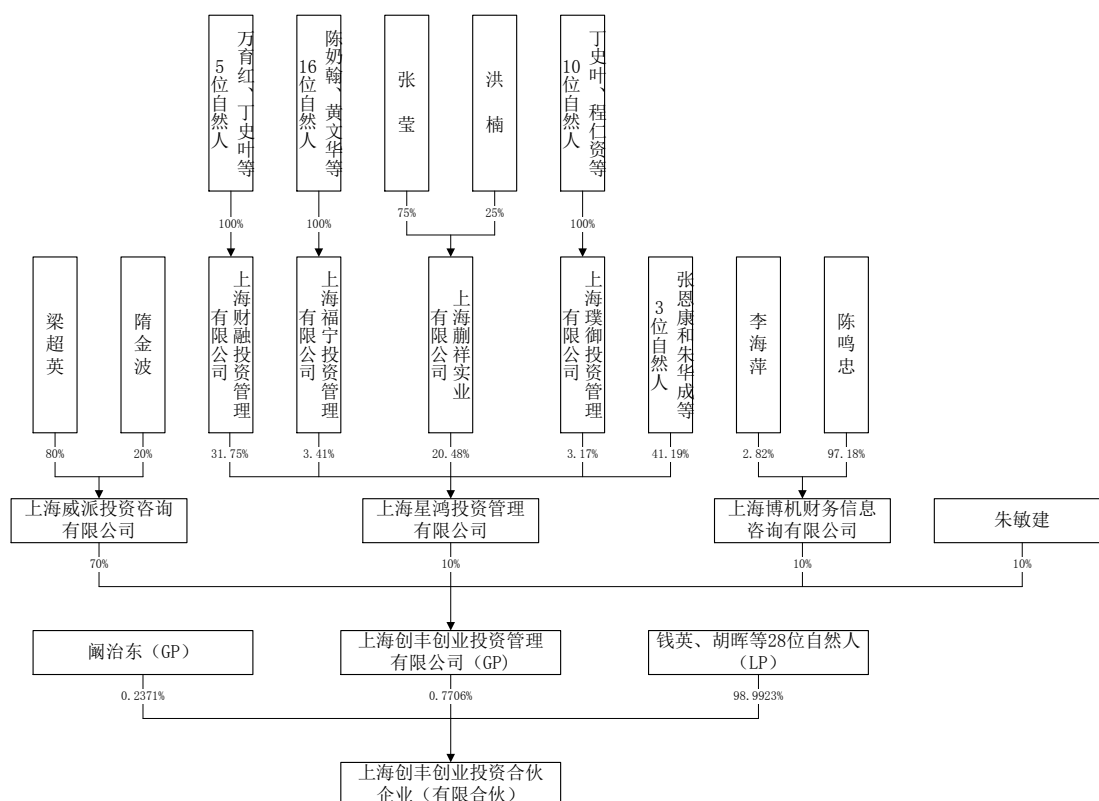 万育红、丁史叶等
5位自然人
陈奶翰、黄文华等
16位自然人
张莹
洪楠
丁史叶、程仁资等
10位自然人
100%
100%
75%
25%
100%
梁超英
隋金波
上海财融投资管理
有限公司
上海福宁投资管理
有限公司
上海蒯祥实业
有限公司
上海璞御投资管理
有限公司
张恩康和朱华成等
3位自然人
李海萍
陈鸣忠
80%
20%
31.75%
3.41%
20.48%
3.17%
41.19%
2.82%
97.18%
上海威派投资咨询
有限公司
上海星鸿投资管理
有限公司
上海博机财务信息
咨询有限公司
朱敏建
70%
10%
10%
10%
阚治东（GP）
上海创丰创业投资管理
有限公司（GP)
钱英、胡晖等28位自然人
（LP）
0.2371%
0.7706%
98.9923%
上海创丰创业投资合伙
企业（有限合伙）